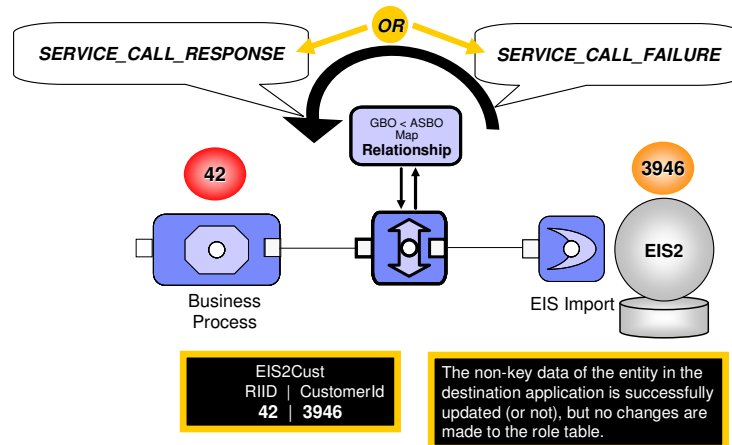 OR
SERVICE_CALL_RESPONSE
SERVICE_CALL_FAILURE
GBO < ASBO
Map
Relationship
42
3946
EIS2
Business
Process
EIS Import
EIS2Cust
RIID | CustomerId
42 | 3946
The non-key data of the entity in the
destination application is successfully
updated (or not), but no changes are
made to the role table.